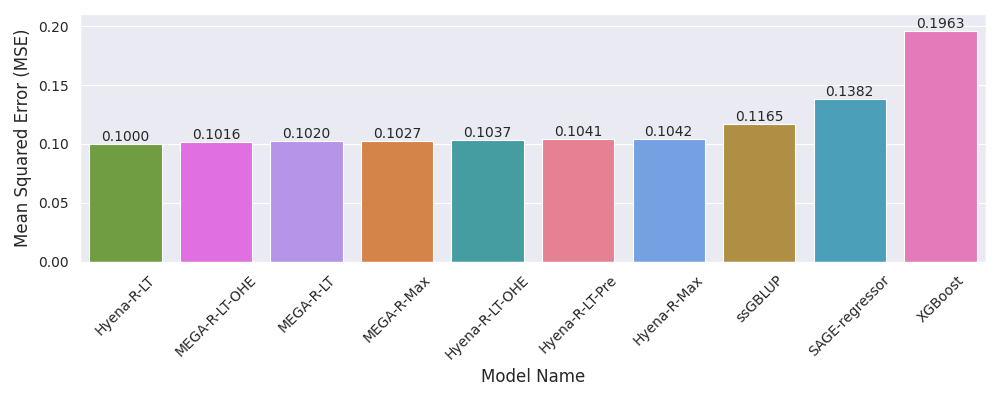 Mean Squared Error (MSE)
0.20
0.15
0.10
0.05
0.00
0.1000
0.1016
0.1020
0.1027
0.1037
0.1041
0.1042
0.1165
0.1382
0.1963
Hyena-R-LT
MEGA-R-LT-OHE
MEGA-R-LT
MEGA-R-Max
Hyena-R-LT-OHE
Hyena-R-LT-Pre
Hyena-R-Max
ssGBLUP
SAGE-regressor
XGBoost
Model Name